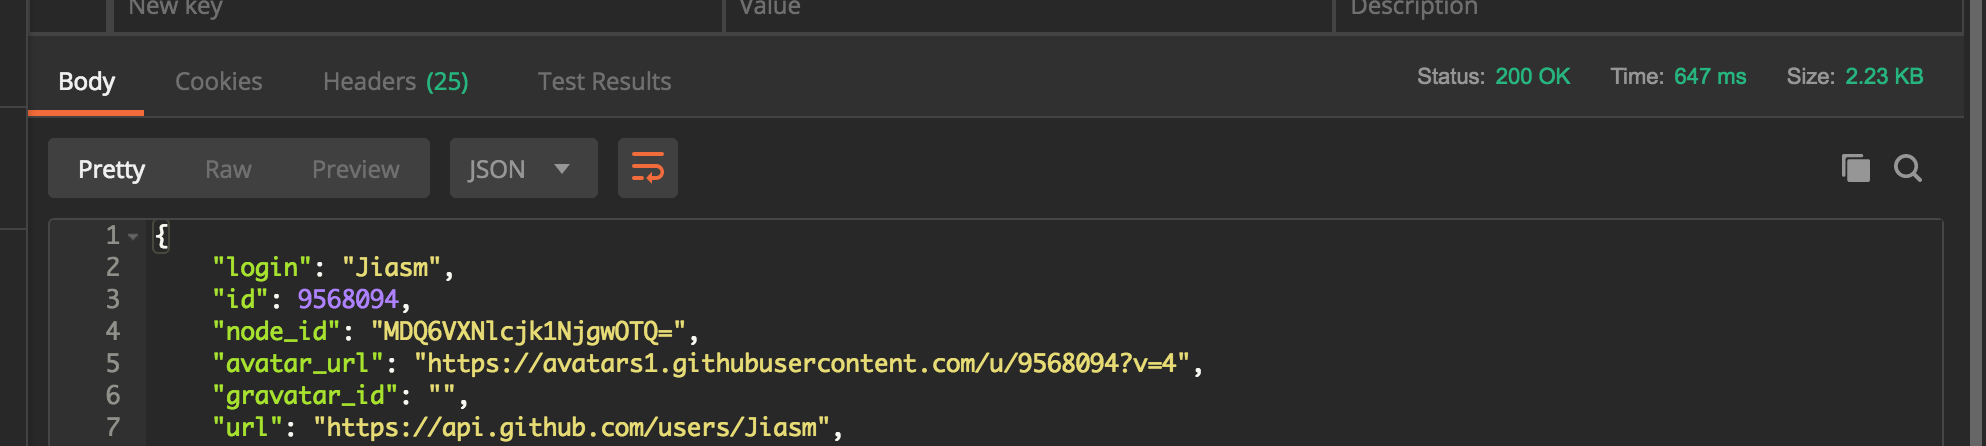 New key Value Description
Body Cookies Headers (25) Test Results Status: 200 OK Time: 647 ms Size: 2.23 KB
Pretty Raw Preview JSON
1 {
2 "login": "Jiasm",
3 "id": 9568094,
4 "node_id": "MDQ6VXNlcjk1NjgwOTQ=",
5 "avatar_url": "https://avatars1.githubusercontent.com/u/9568094?v=4",
6 "gravatar_id": "",
7 "url": "https://api.github.com/users/Jiasm",